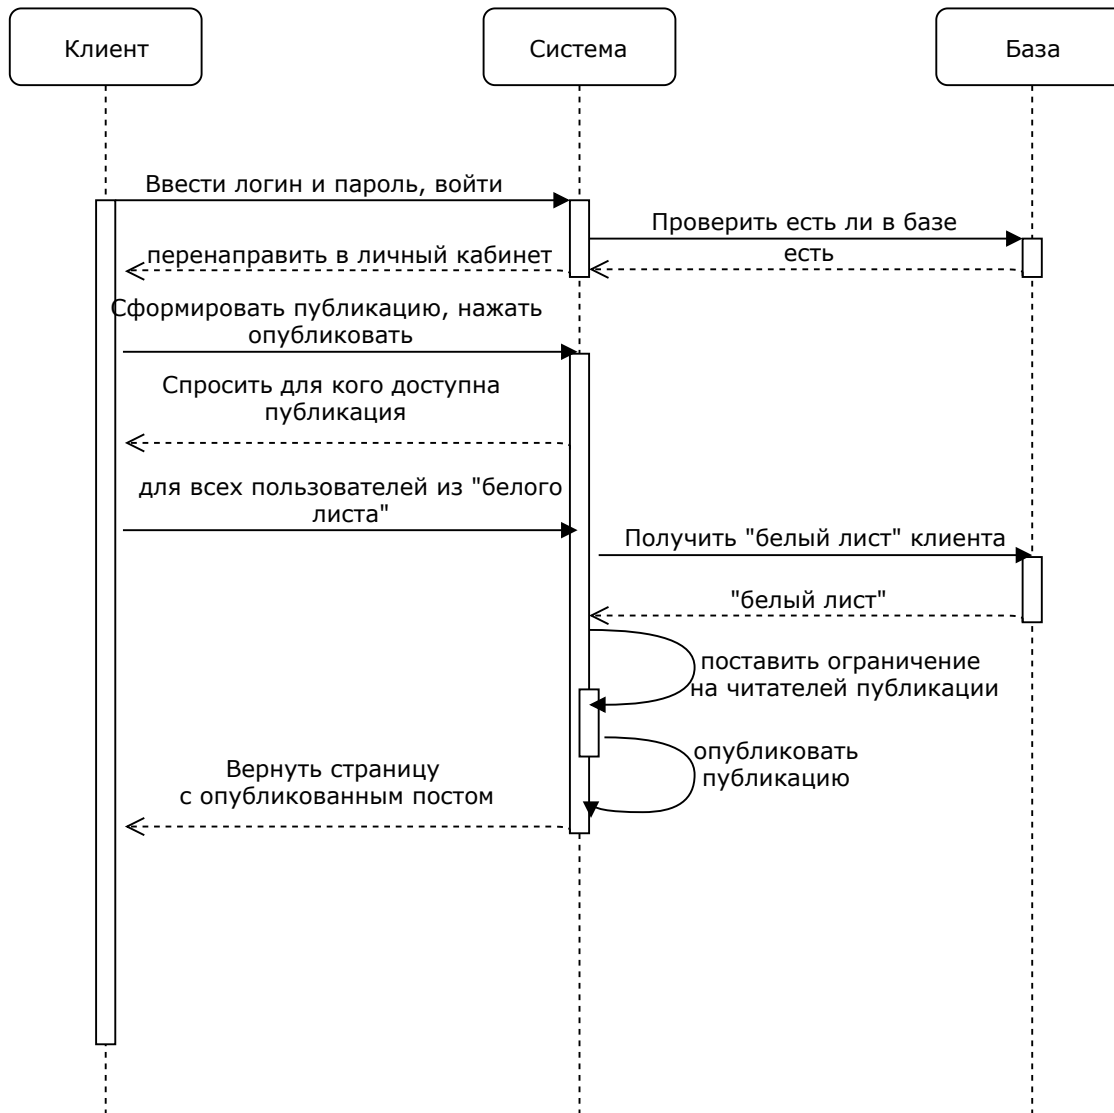 Клиент
Система
База
Ввести логин и пароль, войти
Проверить есть ли в базе
перенаправить в личный кабинет
есть
Сформировать публикацию, нажать
опубликовать
Спросить для кого доступна
публикация
для всех пользователей из "белого
листа"
Получить "белый лист" клиента
"белый лист"
поставить ограничение
на читателей публикации
опубликовать
публикацию
Вернуть страницу
с опубликованным постом